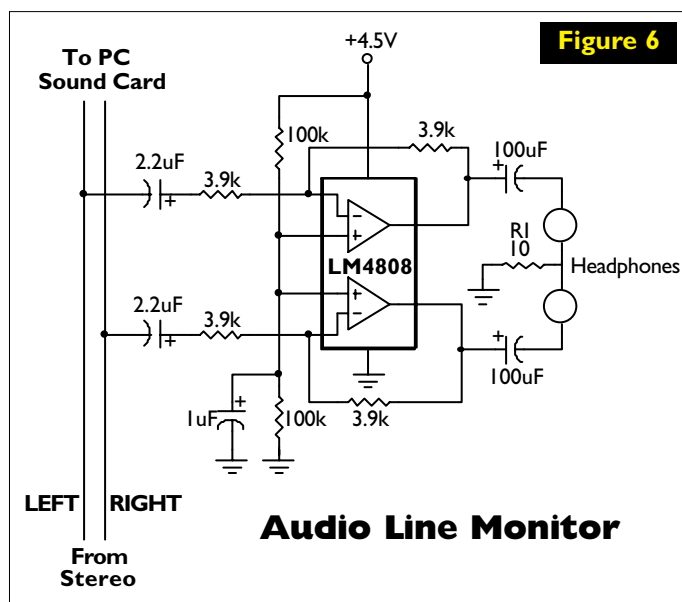 Figure 6
+4.5V
To PC
Sound Card
100k
3.9k
100uF
+
2.2uF
+
3.9k
-
+
R1
10
Headphones
LM4808
2.2uF
+
3.9k
+
-
+
100uF
+
1uF
100k
3.9k
LEFT
RIGHT
Audio Line Monitor
From
Stereo